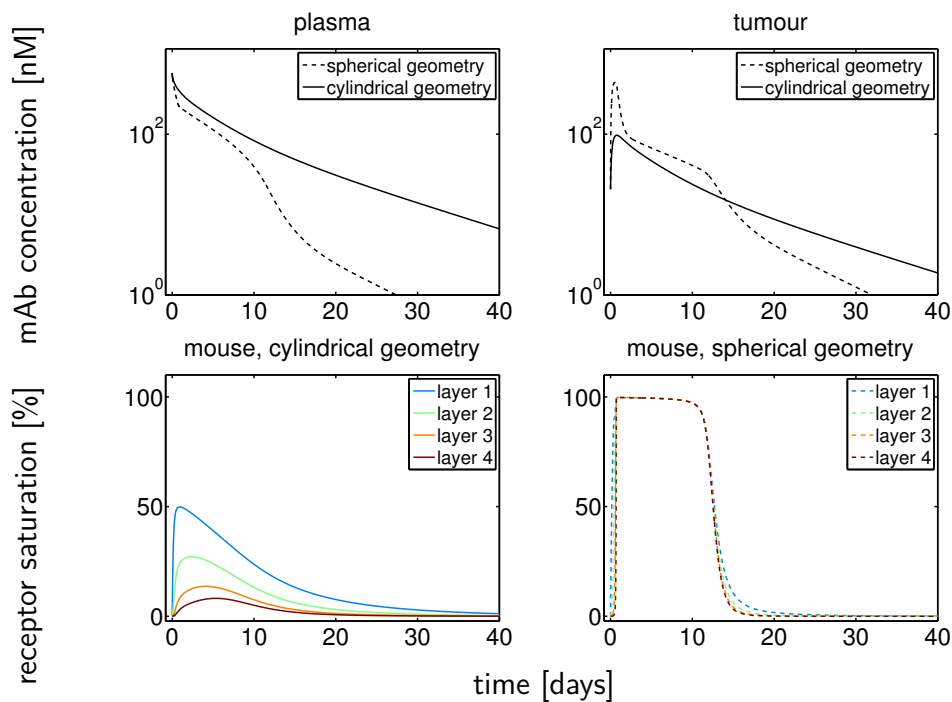 plasma
tumour
mAb concentration [nM]
spherical geometry
cylindrical geometry
10^2
10^0
0 10 20 30 40
spherical geometry
cylindrical geometry
10^2
10^0
0 10 20 30 40
mouse, cylindrical geometry
mouse, spherical geometry
receptor saturation [%]
layer 1
layer 2
layer 3
layer 4
100
50
0
0 10 20 30 40
layer 1
layer 2
layer 3
layer 4
100
50
0
0 10 20 30 40
time [days]